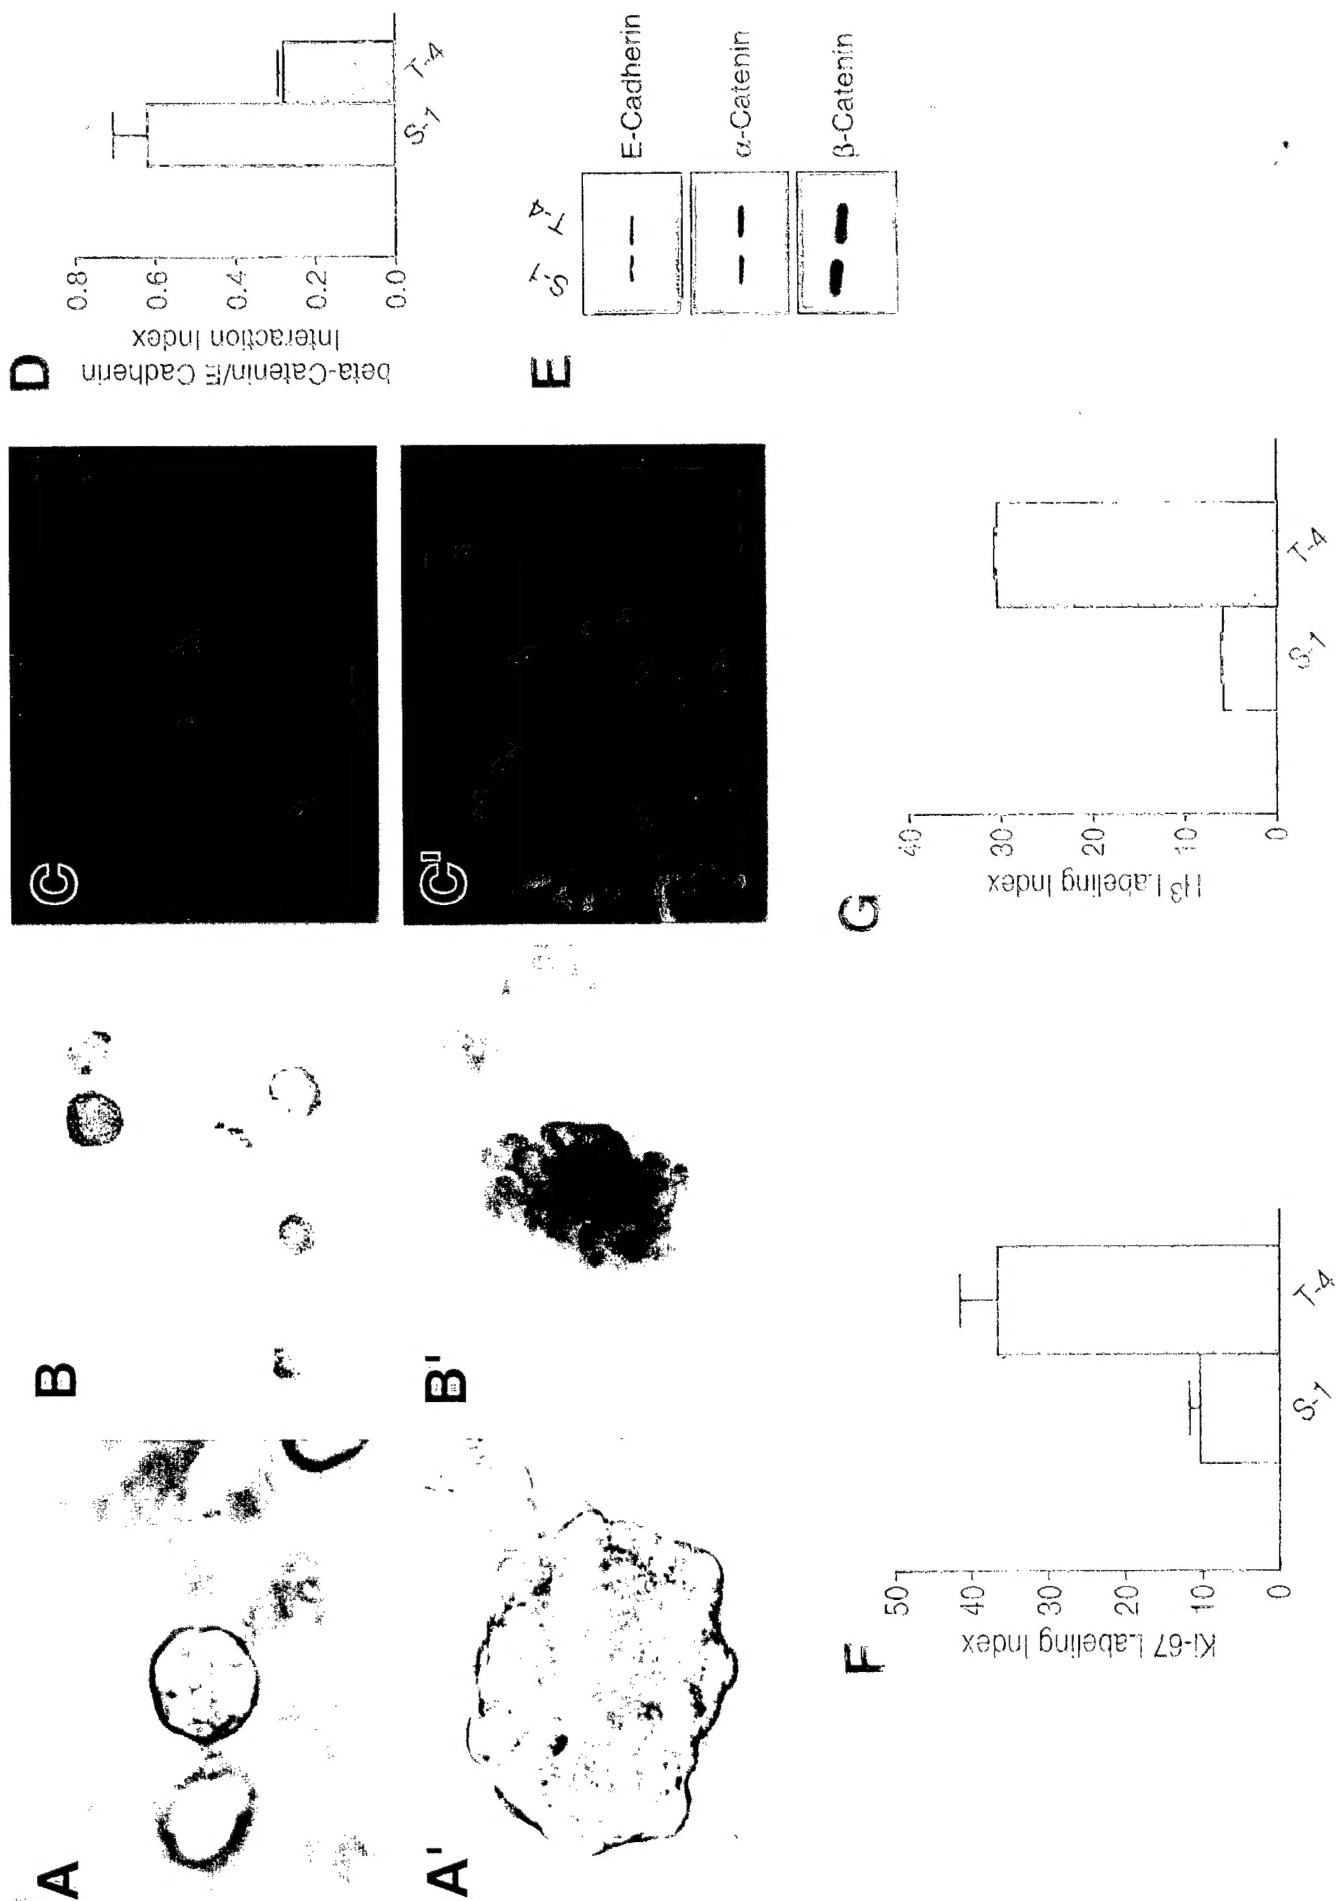 A
B
C
D
beta-Catenin/E Cadherin
Interaction Index
0.8
0.6
0.4
0.2
0.0
S-1
T-4
A'
B'
C'
E
S-1
T-4
E-Cadherin
α-Catenin
β-Catenin
F
Ki-67 Labeling Index
50
40
30
20
10
0
S-1
T-4
G
H³ Labeling Index
40
30
20
10
0
S-1
T-4